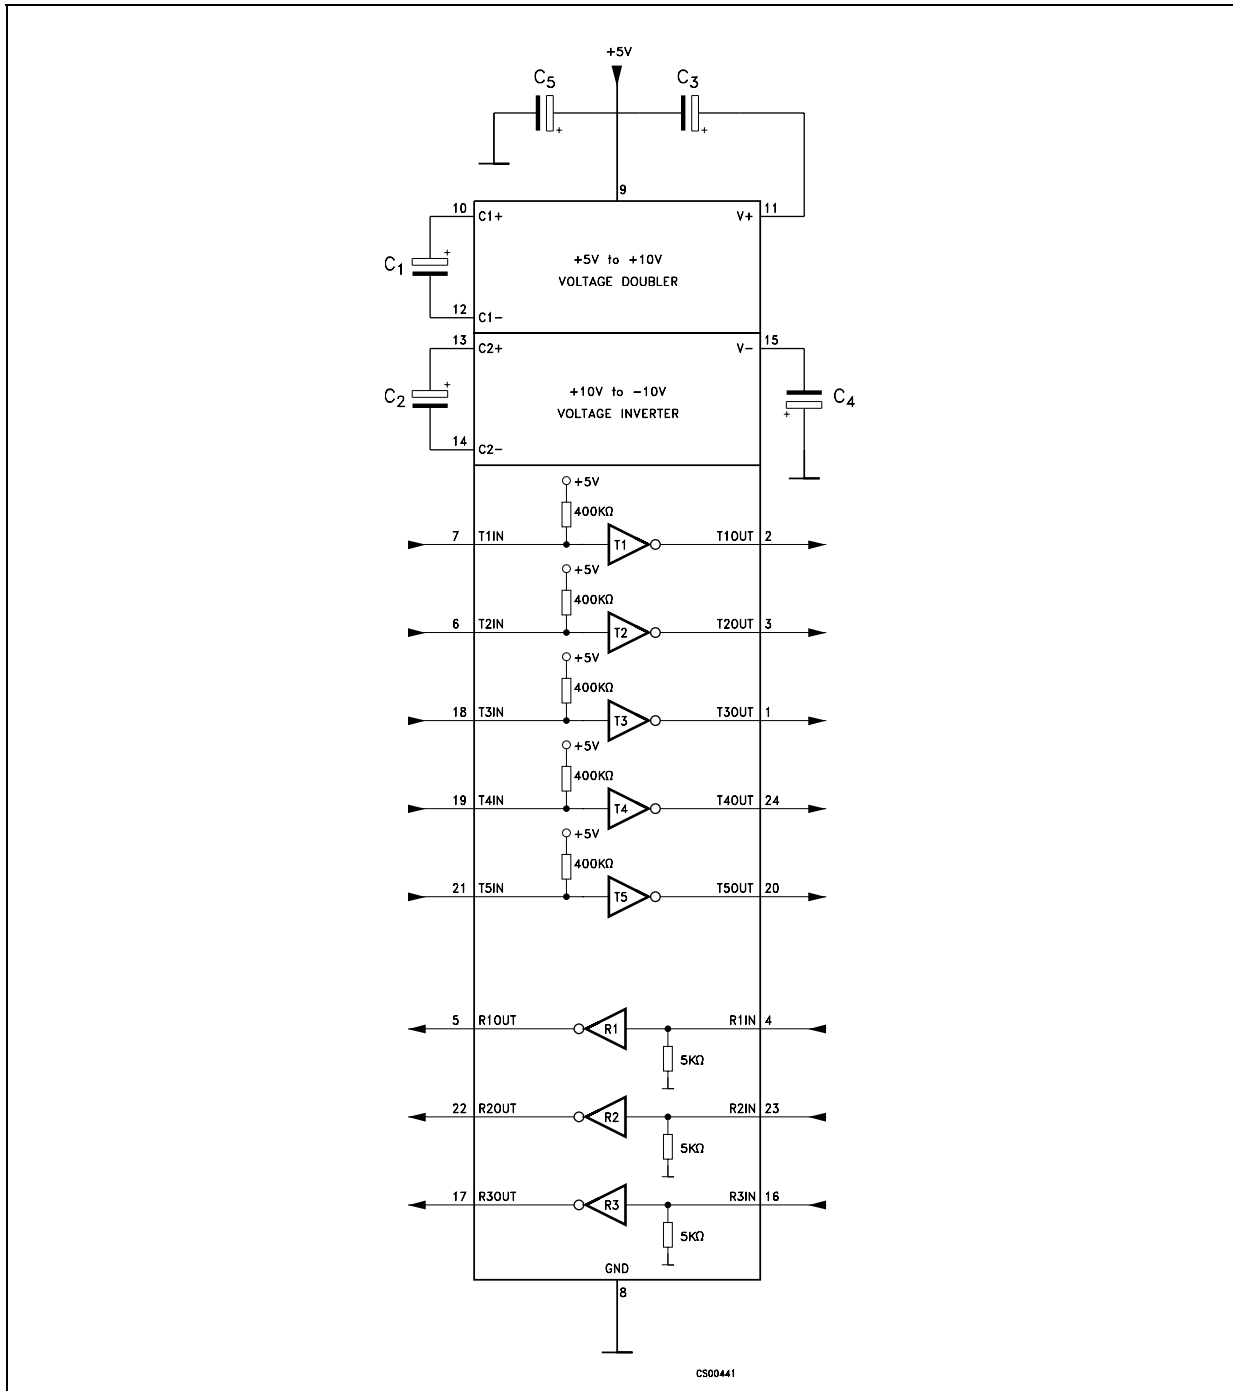 +5V
C5 C3
+ +
9
10 C1+ V+ 11
+
C1
+5V to +10V
VOLTAGE DOUBLER
12 C1-
13 C2+ V- 15
+
C2
+10V to -10V
VOLTAGE INVERTER
C4
+
14 C2-
+5V
400KΩ
7 T1IN T1 T1OUT 2
+5V
400KΩ
6 T2IN T2 T2OUT 3
+5V
400KΩ
18 T3IN T3 T3OUT 1
+5V
400KΩ
19 T4IN T4 T4OUT 24
+5V
400KΩ
21 T5IN T5 T5OUT 20
5 R1OUT R1 R1IN 4
5KΩ
22 R2OUT R2 R2IN 23
5KΩ
17 R3OUT R3 R3IN 16
5KΩ
GND
8
CS00441